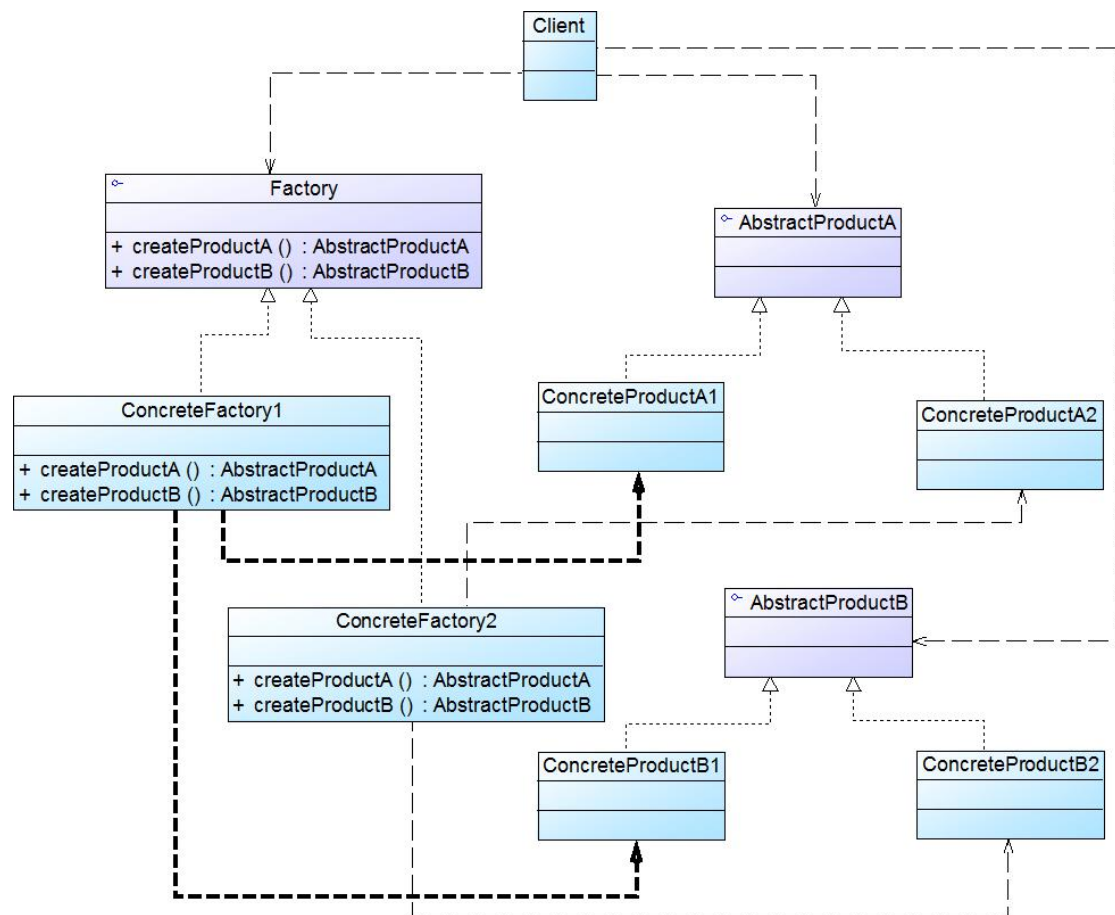 Client
Factory
+ createProductA () : AbstractProductA
+ createProductB () : AbstractProductB
AbstractProductA
ConcreteFactory1
+ createProductA () : AbstractProductA
+ createProductB () : AbstractProductB
ConcreteProductA1
ConcreteProductA2
ConcreteFactory2
+ createProductA () : AbstractProductA
+ createProductB () : AbstractProductB
AbstractProductB
ConcreteProductB1
ConcreteProductB2